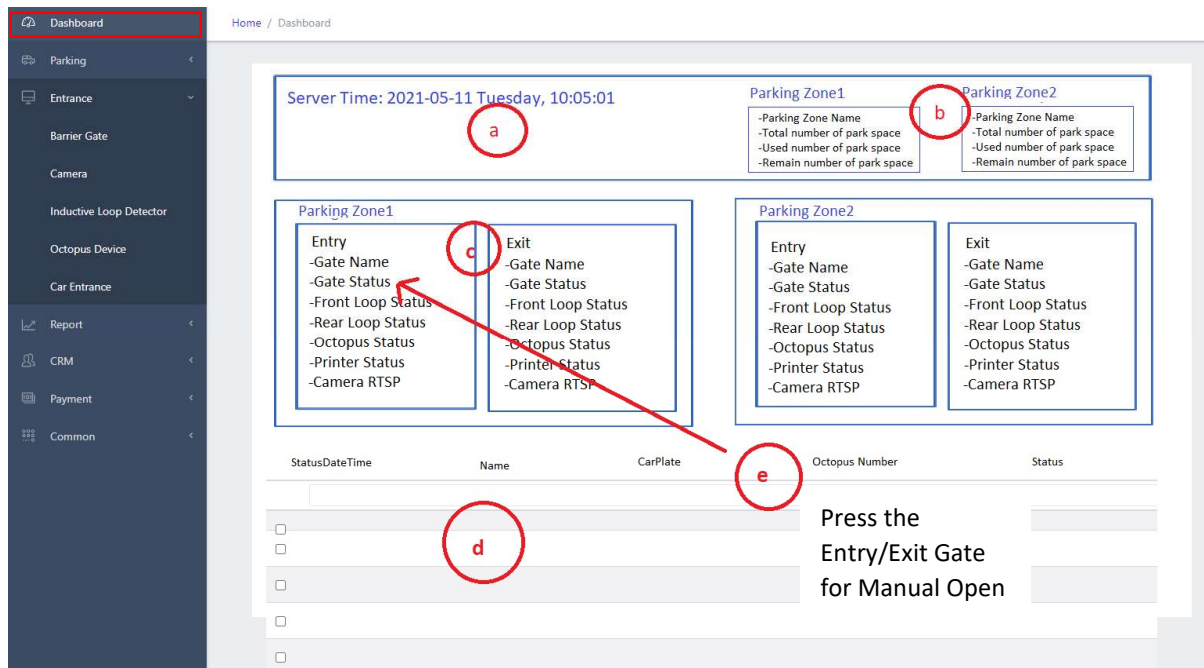 Dashboard
Home / Dashboard
Parking
Entrance
Barrier Gate
Camera
Inductive Loop Detector
Octopus Device
Car Entrance
Report
CRM
Payment
Common
Server Time: 2021-05-11 Tuesday, 10:05:01
a
Parking Zone1
-Parking Zone Name
-Total number of park space
-Used number of park space
-Remain number of park space
b
Parking Zone2
-Parking Zone Name
-Total number of park space
-Used number of park space
-Remain number of park space
Parking Zone1
Entry
-Gate Name
-Gate Status
-Front Loop Status
-Rear Loop Status
-Octopus Status
-Printer Status
-Camera RTSP
c
Exit
-Gate Name
-Gate Status
-Front Loop Status
-Rear Loop Status
-Octopus Status
-Printer Status
-Camera RTSP
Parking Zone2
Entry
-Gate Name
-Gate Status
-Front Loop Status
-Rear Loop Status
-Octopus Status
-Printer Status
-Camera RTSP
Exit
-Gate Name
-Gate Status
-Front Loop Status
-Rear Loop Status
-Octopus Status
-Printer Status
-Camera RTSP
StatusDateTime Name CarPlate Octopus Number Status
e
d
Press the
Entry/Exit Gate
for Manual Open